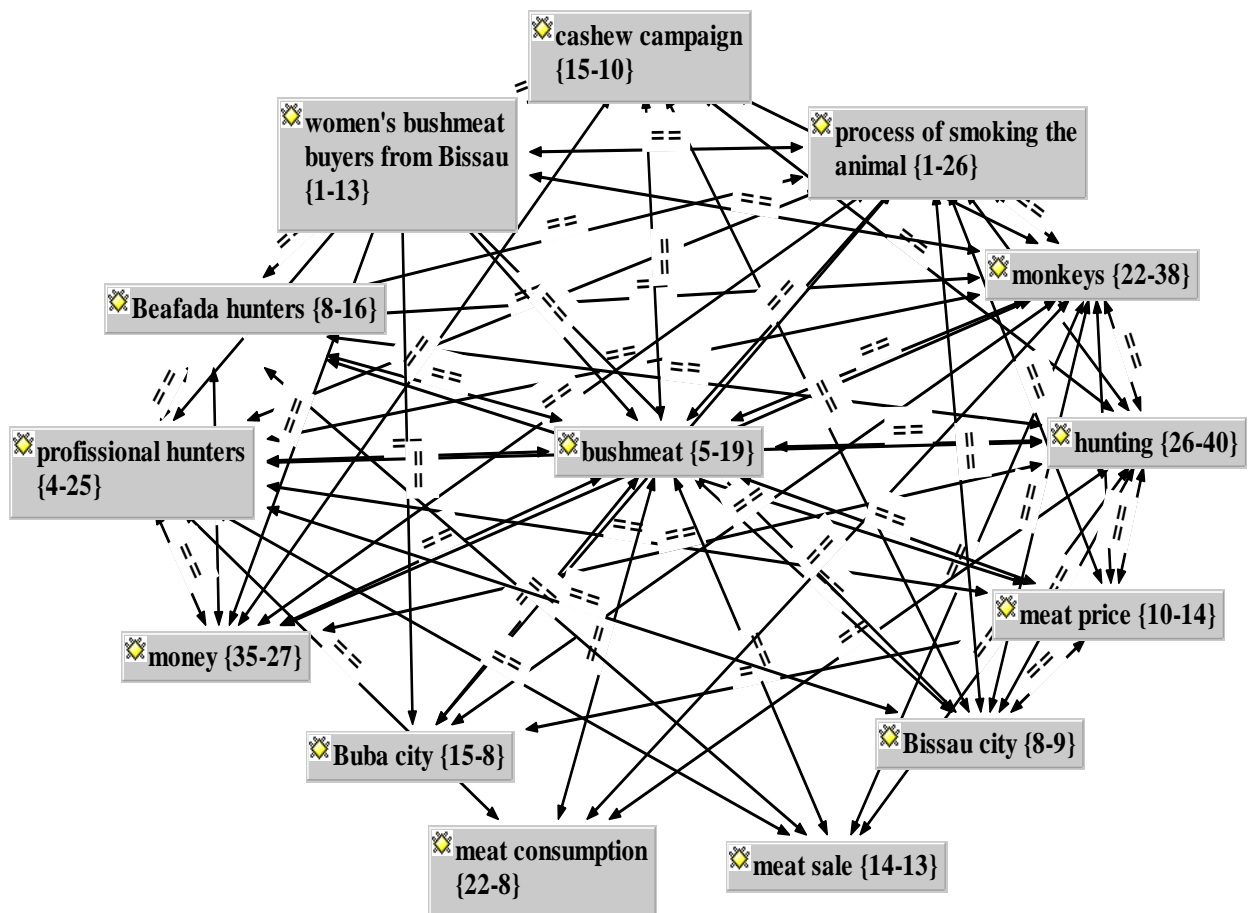 cashew campaign
{15-10}
women's bushmeat
buyers from Bissau
{1-13}
process of smoking the
animal {1-26}
monkeys {22-38}
Beafada hunters {8-16}
profissional hunters
{4-25}
bushmeat {5-19}
hunting {26-40}
meat price {10-14}
money {35-27}
Buba city {15-8}
Bissau city {8-9}
meat consumption
{22-8}
meat sale {14-13}